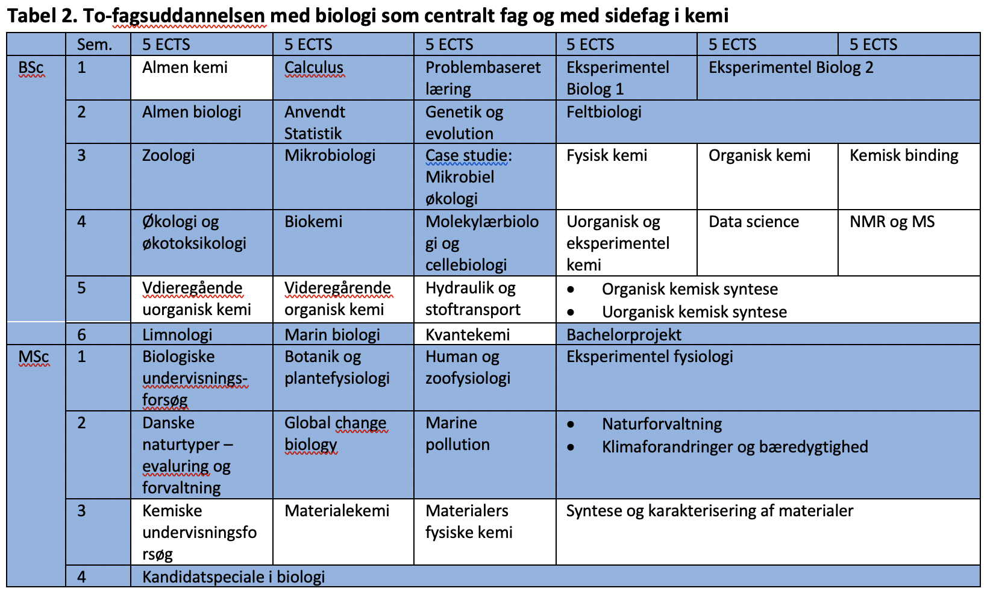 Tabel 2. To-fagsuddannelsen med biologi som centralt fag og med sidefag i kemi
Sem. 5 ECTS 5 ECTS 5 ECTS 5 ECTS 5 ECTS 5 ECTS
BSc 1 Almen kemi Calculus Problembaseret Eksperimentel Eksperimentel Biolog 2
læring Biolog 1
2 Almen biologi Anvendt Genetik og Feltbiologi
Statistik evolution
3 Zoologi Mikrobiologi Case studie: Fysisk kemi Organisk kemi Kemisk binding
Mikrobiel
økologi
4 Økologi og Biokemi Molekylærbiolo Uorganisk og Data science NMR og MS
økotoksikologi gi og eksperimentel
cellebiologi kemi
5 Vdieregående Videregårende Hydraulik og • Organisk kemisk syntese
uorganisk kemi organisk kemi stoftransport • Uorganisk kemisk syntese
6 Limnologi Marin biologi Kvantekemi Bachelorprojekt
MSc 1 Biologiske Botanik og Human og Eksperimentel fysiologi
undervisnings- plantefysiologi zoofysiologi
forsøg
2 Danske Global change Marine • Naturforvaltning
naturtyper – biology pollution • Klimaforandringer og bæredygtighed
evaluring og
forvaltning
3 Kemiske Materialekemi Materialers Syntese og karakterisering af materialer
undervisningsfo fysiske kemi
rsøg
4 Kandidatspeciale i biologi